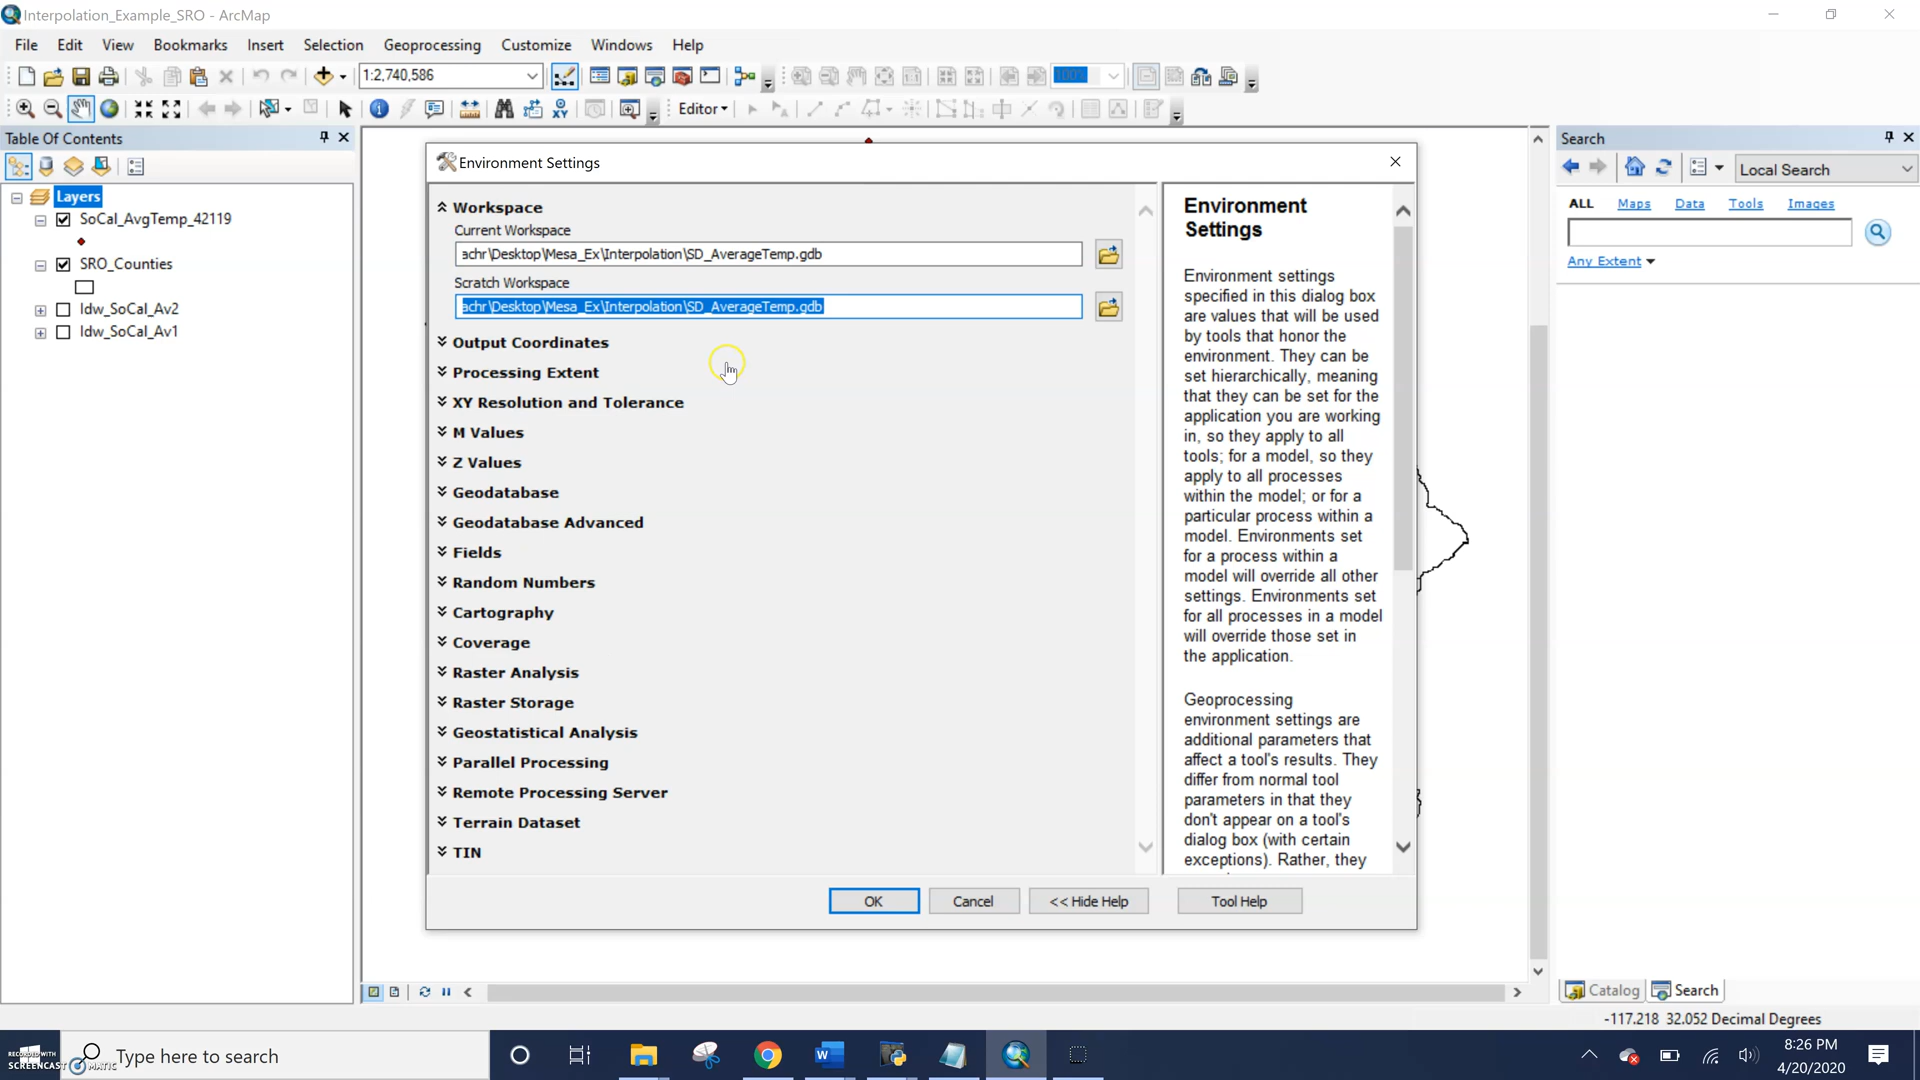 Interpolation_Example_SRO - ArcMap
File Edit View Bookmarks Insert Selection Geoprocessing Customize Windows Help
1:2,740,586
100%
Editor
Table Of Contents
Layers
SoCal_AvgTemp_42119
SRO_Counties
Idw_SoCal_Av2
Idw_SoCal_Av1
Environment Settings
Workspace
Current Workspace
achr\Desktop\Mesa_Ex\Interpolation\SD_AverageTemp.gdb
Scratch Workspace
achr\Desktop\Mesa_Ex\Interpolation\SD_AverageTemp.gdb
Output Coordinates
Processing Extent
XY Resolution and Tolerance
M Values
Z Values
Geodatabase
Geodatabase Advanced
Fields
Random Numbers
Cartography
Coverage
Raster Analysis
Raster Storage
Geostatistical Analysis
Parallel Processing
Remote Processing Server
Terrain Dataset
TIN
Environment
Settings
Environment settings
specified in this dialog box
are values that will be used
by tools that honor the
environment. They can be
set hierarchically, meaning
that they can be set for the
application you are working
in, so they apply to all
tools; for a model, so they
apply to all processes
within the model; or for a
particular process within a
model. Environments set
for a process within a
model will override all other
settings. Environments set
for all processes in a model
will override those set in
the application.
Geoprocessing
environment settings are
additional parameters that
affect a tool's results. They
differ from normal tool
parameters in that they
don't appear on a tool's
dialog box (with certain
exceptions). Rather, they
OK Cancel << Hide Help Tool Help
Search
Local Search
ALL Maps Data Tools Images
Any Extent
Catalog Search
-117.218 32.052 Decimal Degrees
RECORDED WITH
SCREENCAST MATIC
Type here to search
8:26 PM
4/20/2020